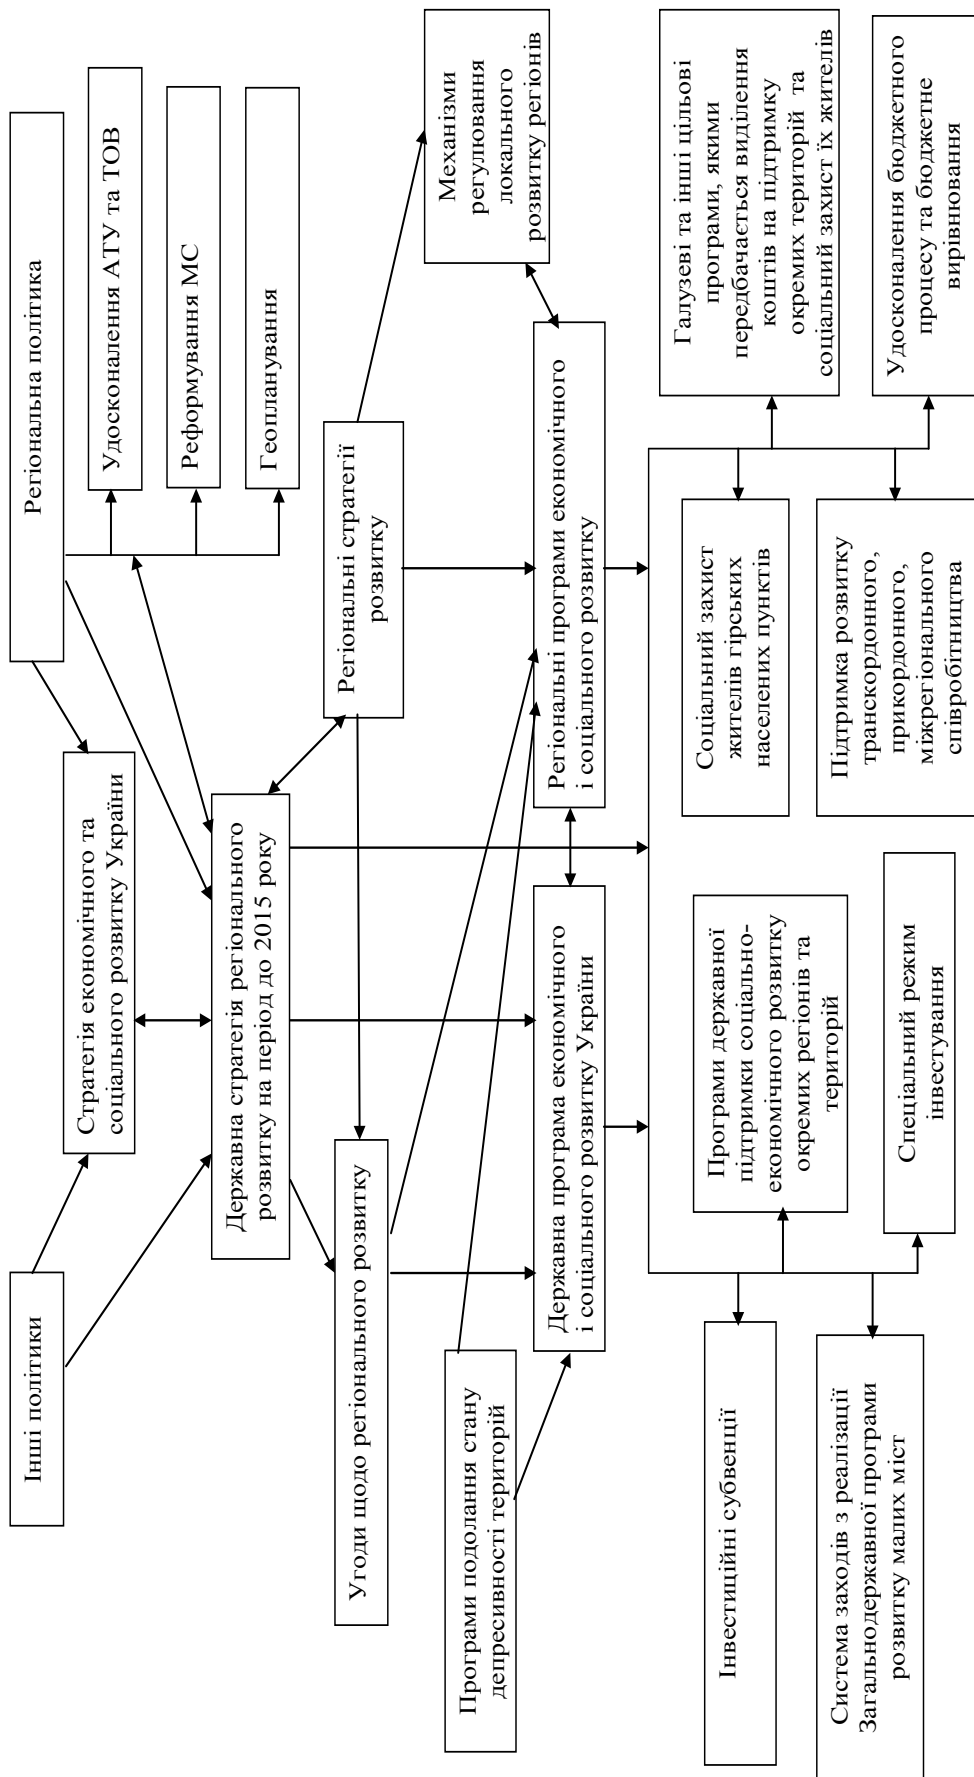 Інші політики
Регіональна політика
Стратегія економічного та
соціального розвитку України
Удосконалення АТУ та ТОВ
Реформування МС
Геопланування
Державна стратегія регіонального
розвитку на період до 2015 року
Регіональні стратегії
розвитку
Угоди щодо регіонального розвитку
Механізми
регулювання
локального
розвитку регіонів
Програми подолання стану
депресивності територій
Державна програма економічного
і соціального розвитку України
Регіональні програми економічного
і соціального розвитку
Інвестиційні субвенції
Програми державної
підтримки соціально-
економічного розвитку
окремих регіонів та
територій
Соціальний захист
жителів гірських
населених пунктів
Галузеві та інші цільові
програми, якими
передбачається виділення
коштів на підтримку
окремих територій та
соціальний захист їх жителів
Система заходів з реалізації
Загальнодержавної програми
розвитку малих міст
Спеціальний режим
інвестування
Підтримка розвитку
транскордонного,
прикордонного,
міжрегіонального
співробітництва
Удосконалення бюджетного
процесу та бюджетне
вирівнювання